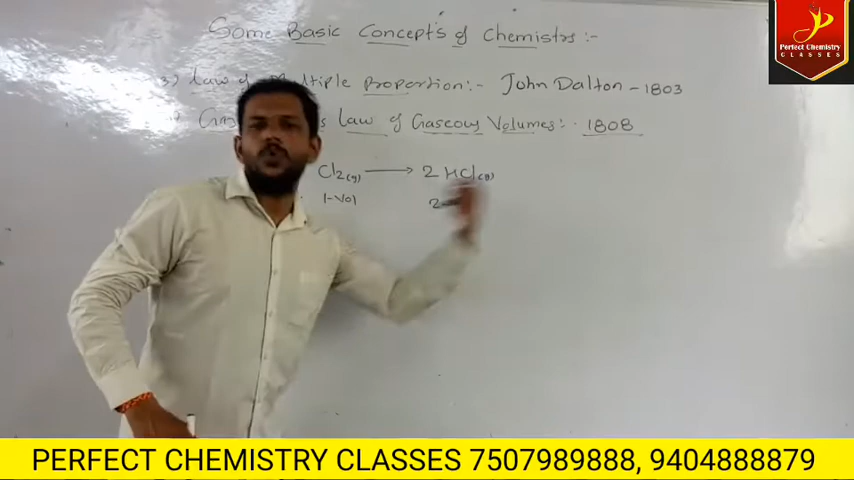 Some Basic Concepts of Chemistry :-
3) Law of Multiple proportion :- John Dalton - 1803
Law of Gaseous Volumes :- 1808
Cl2(g) → 2 HCl(g)
1-Vol 2
Perfect Chemistry
CLASSES
PERFECT CHEMISTRY CLASSES 7507989888, 9404888879